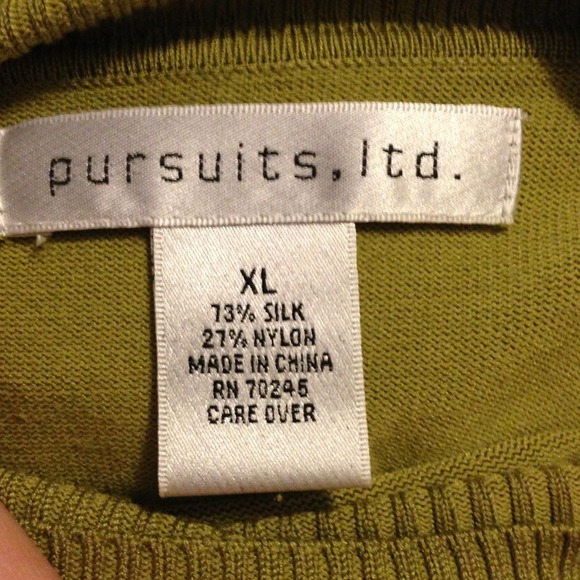 pursuits, ltd.
XL
73% SILK
27% NYLON
MADE IN CHINA
RN 70245
CARE OVER